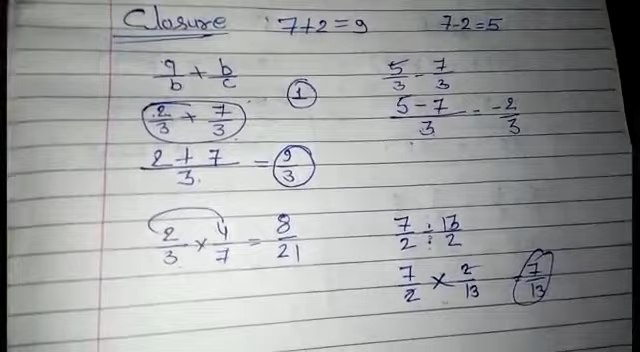 Closure : 7+2=9 7-2=5
a/b + b/c 5/3 - 7/3
1
2/3 + 7/3 5-7/3 = -2/3
2+7/3 = 9/3
2/3 × 4/7 = 8/21 7/2 ÷ 13/2
7/2 × 2/13 7/13